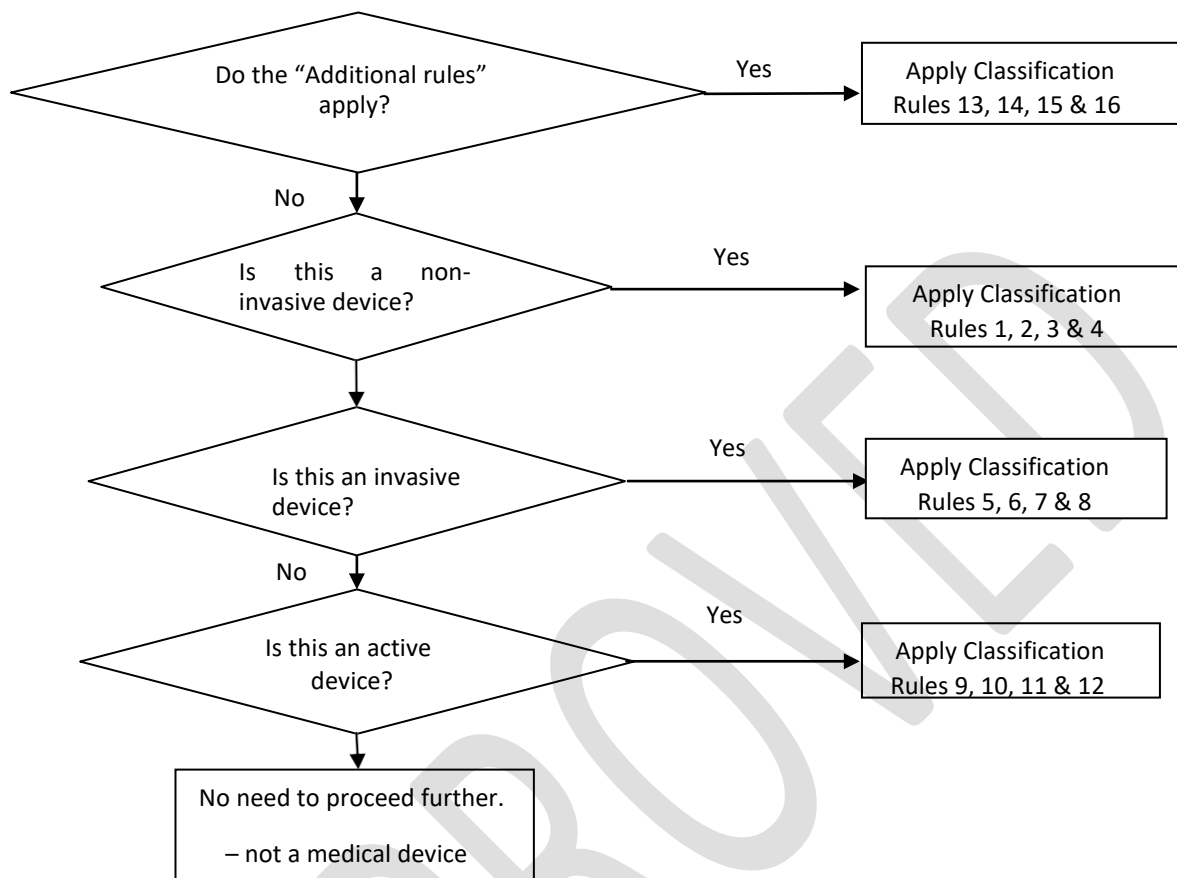 Do the “Additional rules”
apply?
Yes
Apply Classification
Rules 13, 14, 15 & 16
No
Is this a non-
invasive device?
Yes
Apply Classification
Rules 1, 2, 3 & 4
Is this an invasive
device?
Yes
Apply Classification
Rules 5, 6, 7 & 8
No
Is this an active
device?
Yes
Apply Classification
Rules 9, 10, 11 & 12
No need to proceed further.
– not a medical device
ROVED